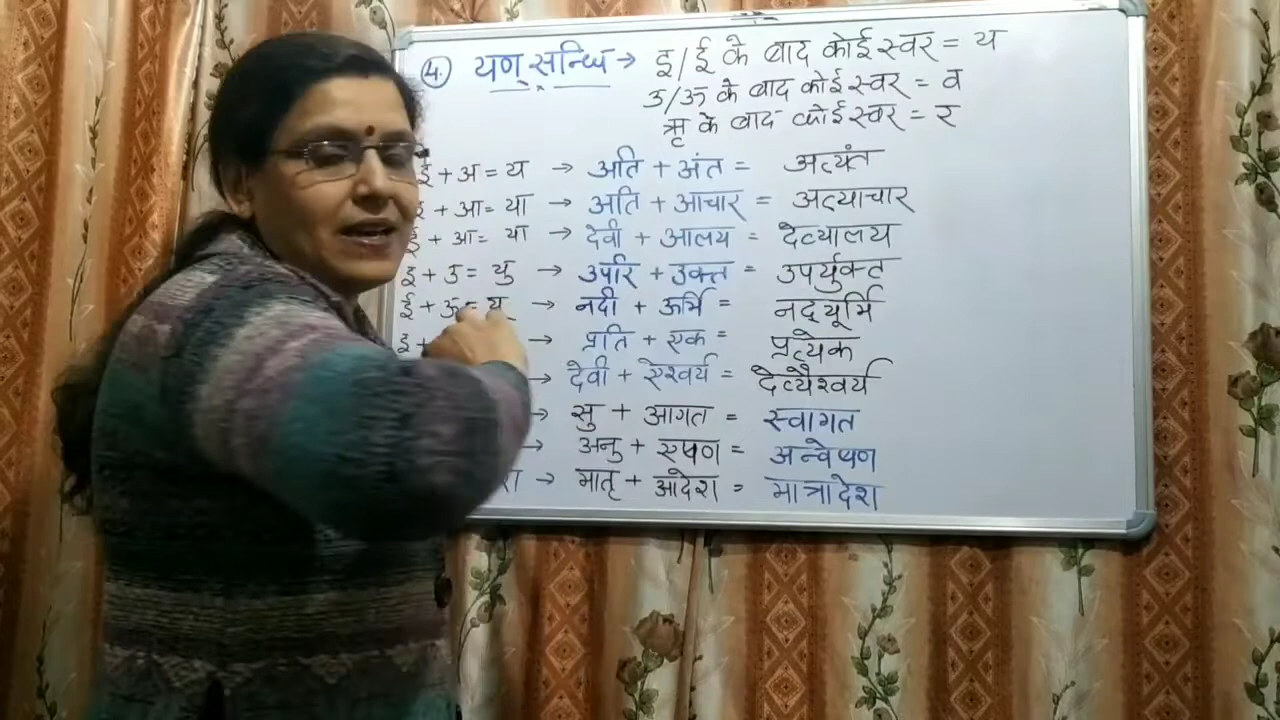 4. यण् सन्धि → इ/ई के बाद कोई स्वर = य
उ/ऊ के बाद कोई स्वर = व
ऋ के बाद कोई स्वर = र
इ + अ = य → अति + अंत = अत्यंत
इ + आ = या → अति + आचार = अत्याचार
ई + आ = या → देवी + आलय = देव्यालय
इ + उ = यु → उपरि + उक्त = उपर्युक्त
ई + ऊ = यू → नदी + ऊर्मि = नद्यूर्मि
इ + → प्रति + एक = प्रत्येक
→ देवी + ऐश्वर्य = देव्यैश्वर्य
→ सु + आगत = स्वागत
→ अनु + एषण = अन्वेषण
रा → मातृ + आदेश = मात्रादेश